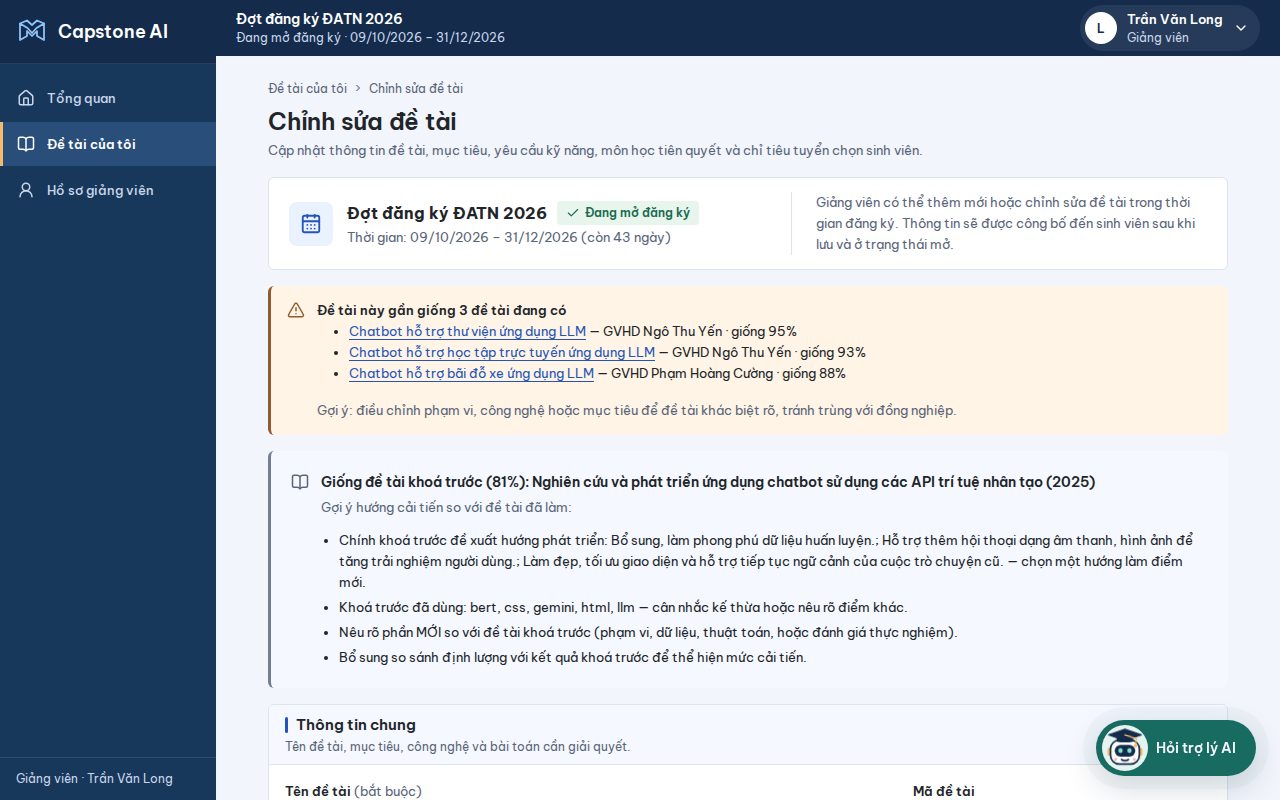 Capstone AI
Đợt đăng ký ĐATN 2026
Đang mở đăng ký · 09/10/2026 – 31/12/2026
L
Trần Văn Long
Giảng viên
Tổng quan
Đề tài của tôi
Hồ sơ giảng viên
Giảng viên · Trần Văn Long
Đề tài của tôi › Chỉnh sửa đề tài
Chỉnh sửa đề tài
Cập nhật thông tin đề tài, mục tiêu, yêu cầu kỹ năng, môn học tiên quyết và chỉ tiêu tuyển chọn sinh viên.
Đợt đăng ký ĐATN 2026
Đang mở đăng ký
Thời gian: 09/10/2026 – 31/12/2026 (còn 43 ngày)
Giảng viên có thể thêm mới hoặc chỉnh sửa đề tài trong thời
gian đăng ký. Thông tin sẽ được công bố đến sinh viên sau khi
lưu và ở trạng thái mở.
Đề tài này gần giống 3 đề tài đang có
• Chatbot hỗ trợ thư viện ứng dụng LLM — GVHD Ngô Thu Yến · giống 95%
• Chatbot hỗ trợ học tập trực tuyến ứng dụng LLM — GVHD Ngô Thu Yến · giống 93%
• Chatbot hỗ trợ bãi đỗ xe ứng dụng LLM — GVHD Phạm Hoàng Cường · giống 88%
Gợi ý: điều chỉnh phạm vi, công nghệ hoặc mục tiêu để đề tài khác biệt rõ, tránh trùng với đồng nghiệp.
Giống đề tài khoá trước (81%): Nghiên cứu và phát triển ứng dụng chatbot sử dụng các API trí tuệ nhân tạo (2025)
Gợi ý hướng cải tiến so với đề tài đã làm:
• Chính khoá trước đề xuất hướng phát triển: Bổ sung, làm phong phú dữ liệu huấn luyện.; Hỗ trợ thêm hội thoại dạng âm thanh, hình ảnh để
tăng trải nghiệm người dùng.; Làm đẹp, tối ưu giao diện và hỗ trợ tiếp tục ngữ cảnh của cuộc trò chuyện cũ. — chọn một hướng làm điểm
mới.
• Khoá trước đã dùng: bert, css, gemini, html, llm — cân nhắc kế thừa hoặc nêu rõ điểm khác.
• Nêu rõ phần MỚI so với đề tài khoá trước (phạm vi, dữ liệu, thuật toán, hoặc đánh giá thực nghiệm).
• Bổ sung so sánh định lượng với kết quả khoá trước để thể hiện mức cải tiến.
Thông tin chung
Tên đề tài, mục tiêu, công nghệ và bài toán cần giải quyết.
Tên đề tài (bắt buộc)
Mã đề tài
Hỏi trợ lý AI